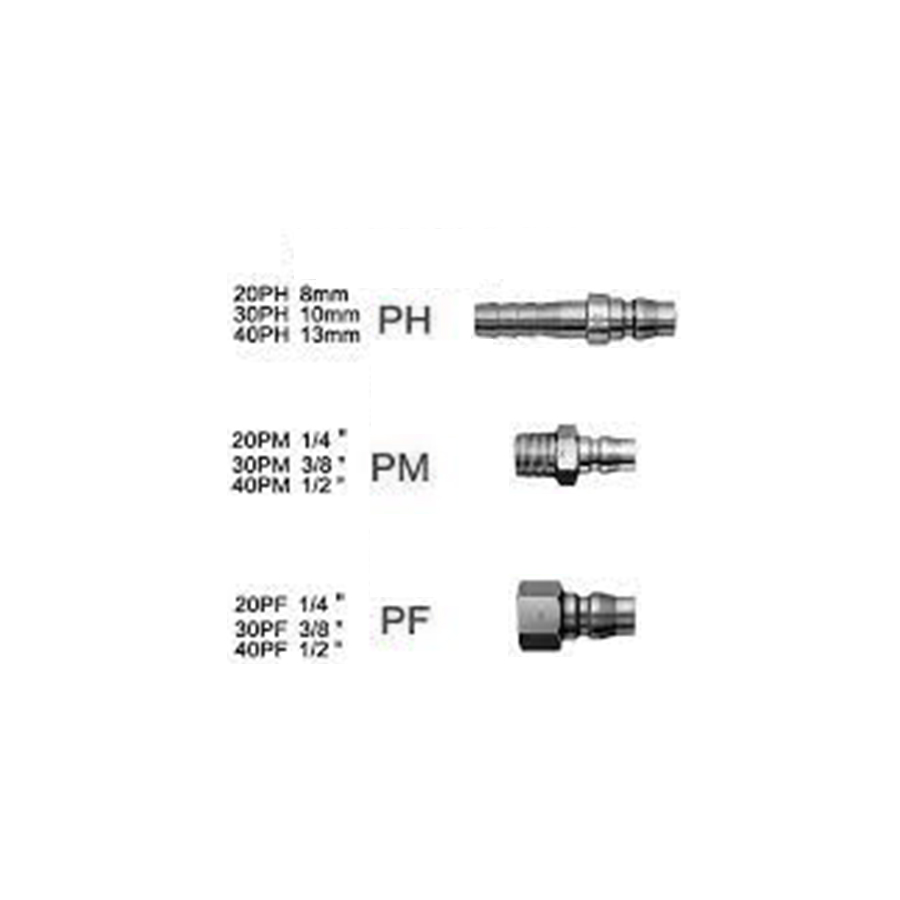 20PH 8mm
30PH 10mm
40PH 13mm
PH
20PM 1/4"
30PM 3/8"
40PM 1/2"
PM
20PF 1/4"
30PF 3/8"
40PF 1/2"
PF